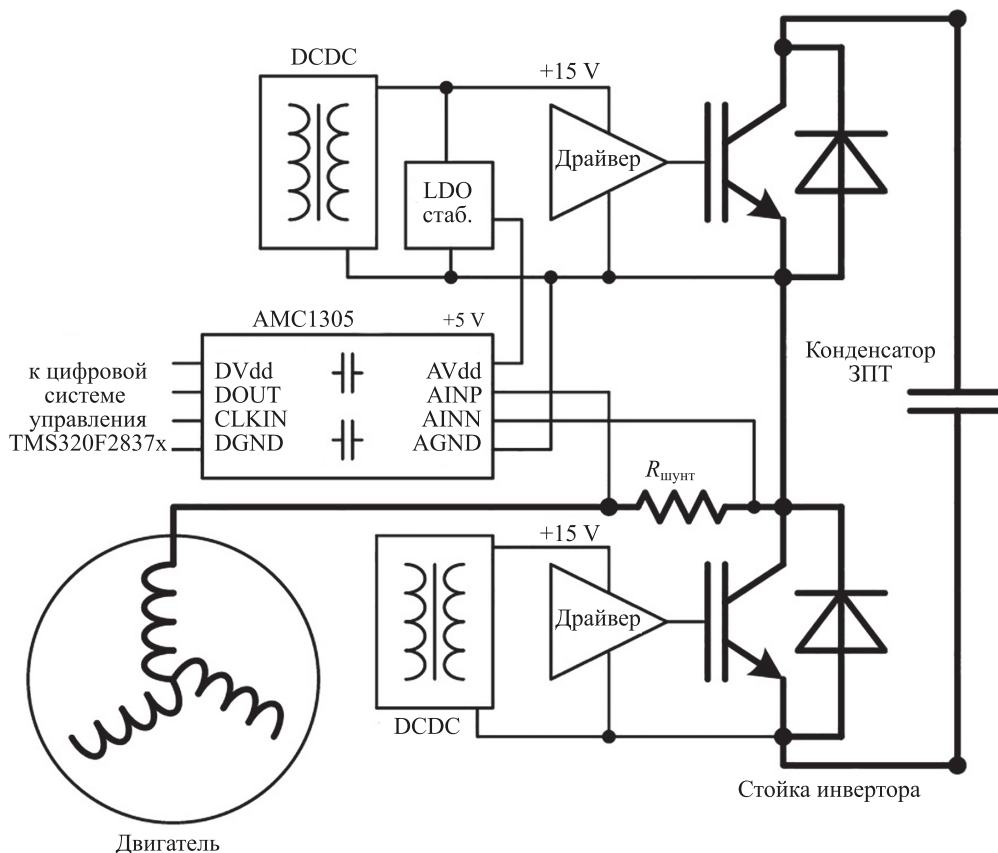 DCDC
+15 V
Драйвер
LDO
стаб.
AMC1305
+5 V
к цифровой
системе
управления
TMS320F2837x
DVdd
DOUT
CLKIN
DGND
AVdd
AINP
AINN
AGND
Конденсатор
ЗПТ
Rшунт
+15 V
Драйвер
DCDC
Стойка инвертора
Двигатель